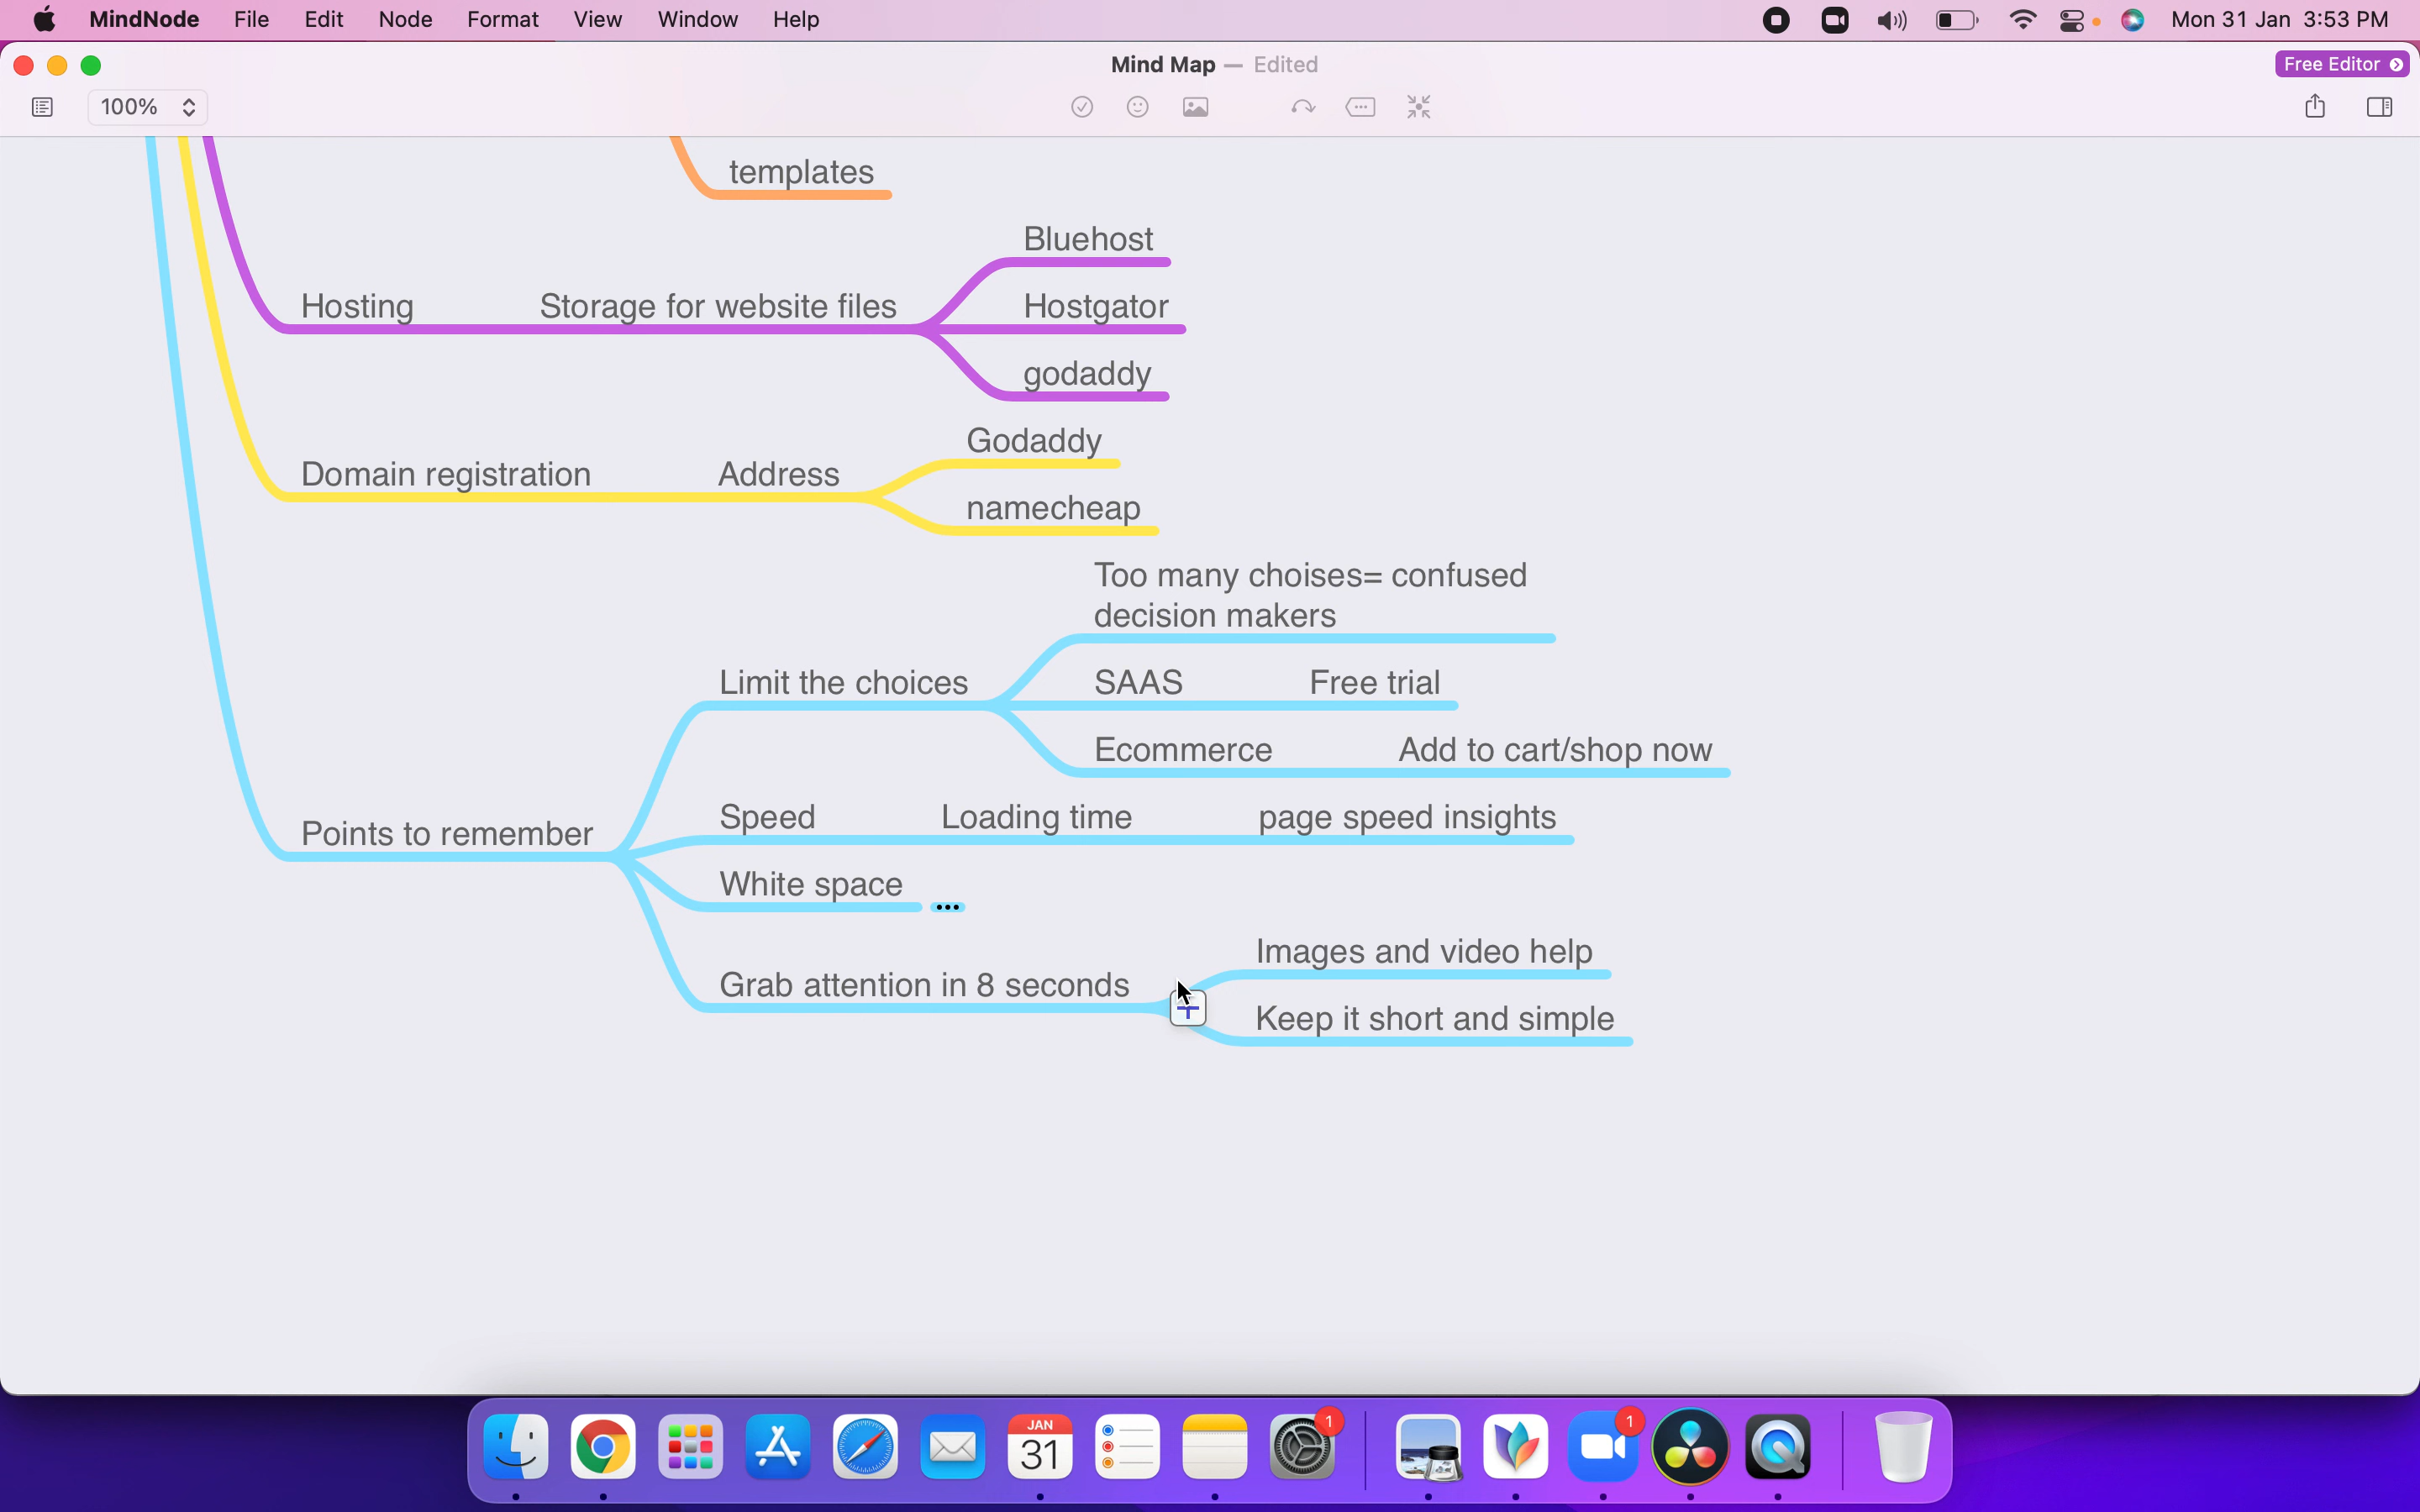 MindNode File Edit Node Format View Window Help Mon 31 Jan 3:53 PM
Mind Map — Edited
Free Editor
100%
templates
Bluehost
Hosting Storage for website files Hostgator
godaddy
Godaddy
Domain registration Address
namecheap
Too many choises= confused
decision makers
Limit the choices SAAS Free trial
Ecommerce Add to cart/shop now
Speed Loading time page speed insights
Points to remember
White space
Images and video help
Grab attention in 8 seconds
Keep it short and simple
JAN
31
1
1